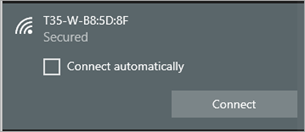 T35-W-B8:5D:8F
Secured
Connect automatically
Connect